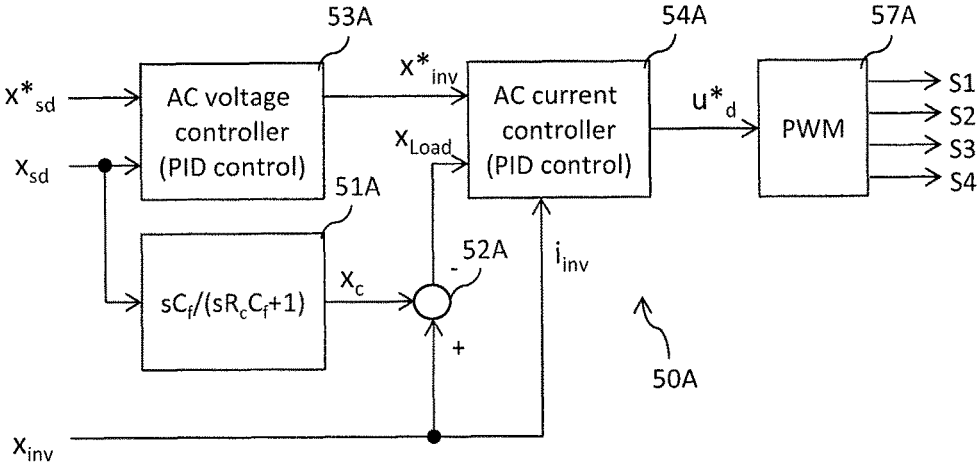 53A
54A
57A
x*sd
AC voltage
controller
(PID control)
x*inv
AC current
controller
(PID control)
u*d
PWM
S1
S2
S3
S4
xLoad
xsd
51A
52A
iinv
sCf/(sRcCf+1)
xc
-
+
50A
xinv